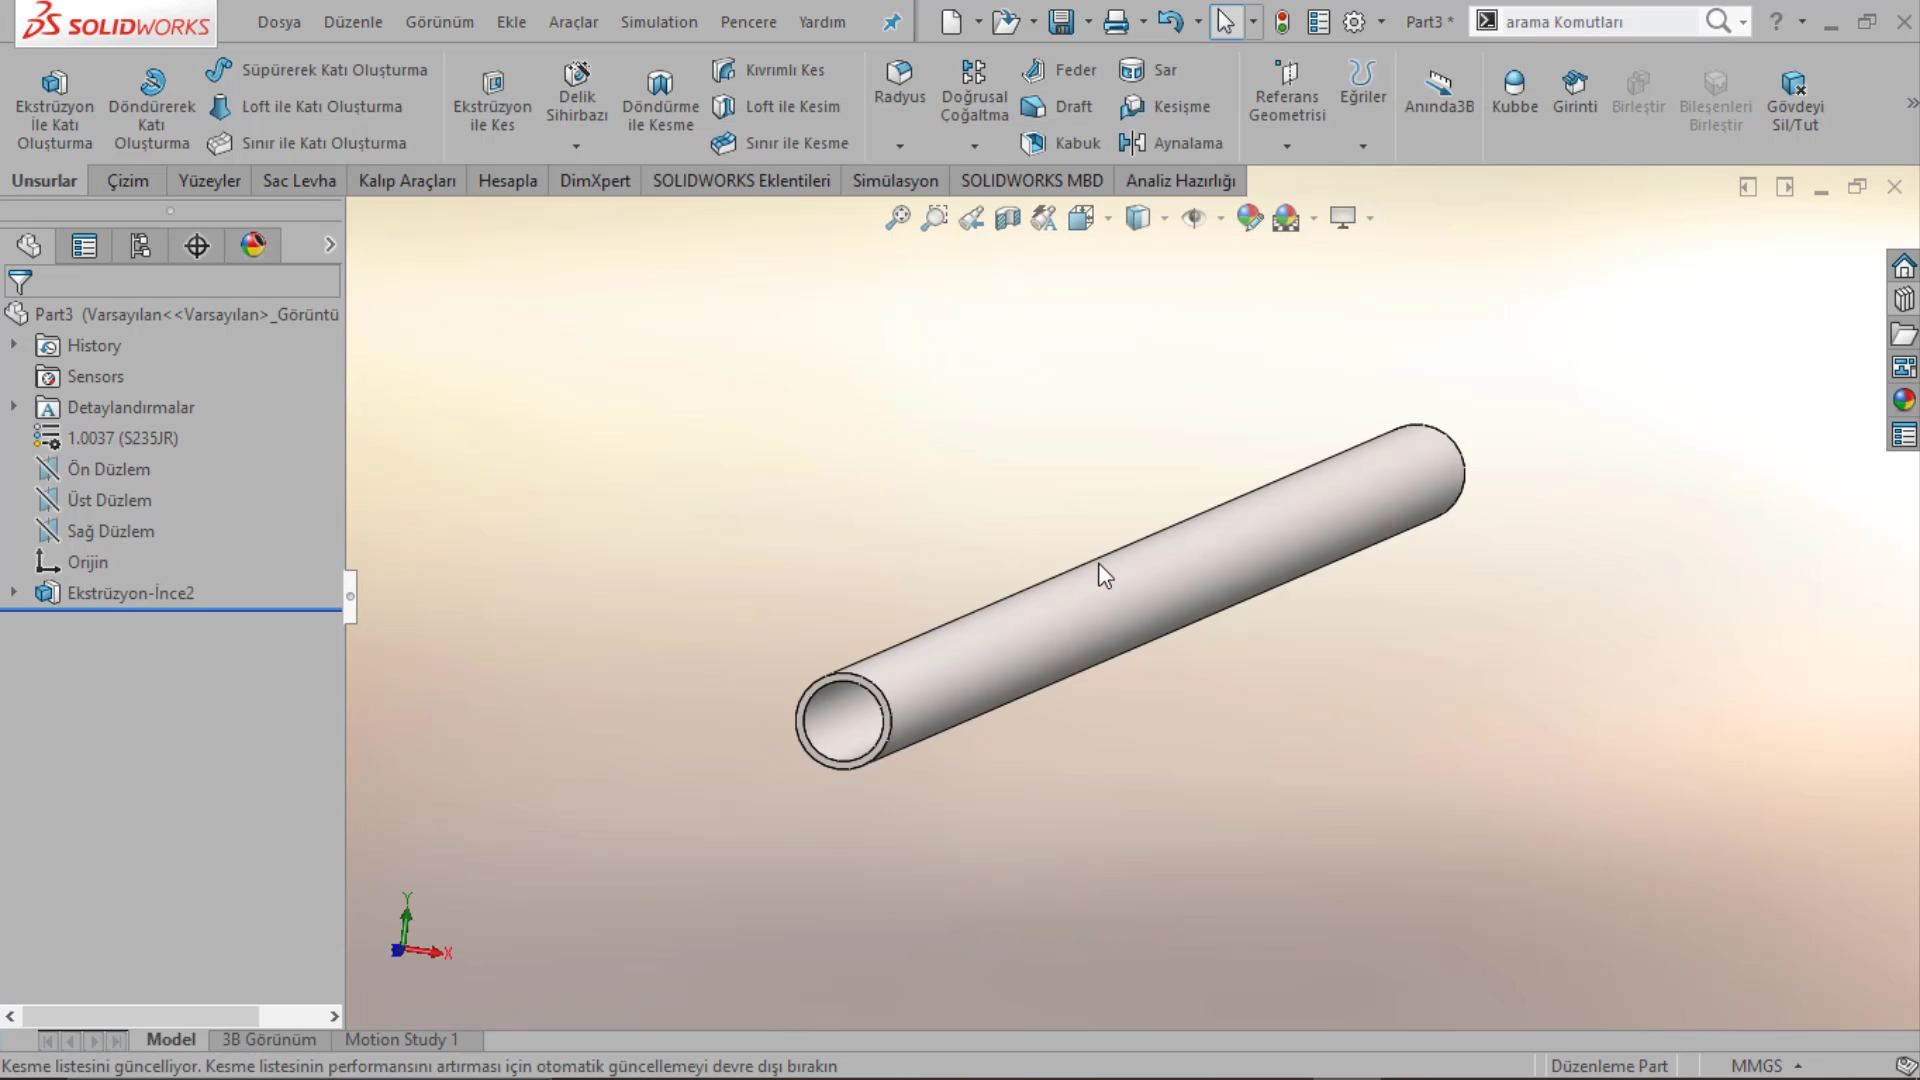 SOLIDWORKS
Dosya Düzenle Görünüm Ekle Araçlar Simulation Pencere Yardım
Part3 *
arama Komutları
?
Ekstrüzyon İle Katı Oluşturma
Döndürerek Katı Oluşturma
Süpürerek Katı Oluşturma
Loft ile Katı Oluşturma
Sınır ile Katı Oluşturma
Ekstrüzyon ile Kes
Delik Sihirbazı
Döndürme ile Kesme
Kıvrımlı Kes
Loft ile Kesim
Sınır ile Kesme
Radyus
Doğrusal Çoğaltma
Feder
Draft
Kabuk
Sar
Kesişme
Aynalama
Referans Geometrisi
Eğriler
Anında3B
Kubbe
Girinti
Birleştir
Bileşenleri Birleştir
Gövdeyi Sil/Tut
Unsurlar Çizim Yüzeyler Sac Levha Kalıp Araçları Hesapla DimXpert SOLIDWORKS Eklentileri Simülasyon SOLIDWORKS MBD Analiz Hazırlığı
Part3 (Varsayılan<<Varsayılan>_Görüntü
History
Sensors
Detaylandırmalar
1.0037 (S235JR)
Ön Düzlem
Üst Düzlem
Sağ Düzlem
Orijin
Ekstrüzyon-İnce2
Y
X
Model 3B Görünüm Motion Study 1
Kesme listesini güncelliyor. Kesme listesinin performansını artırması için otomatik güncellemeyi devre dışı bırakın
Düzenleme Part
MMGS